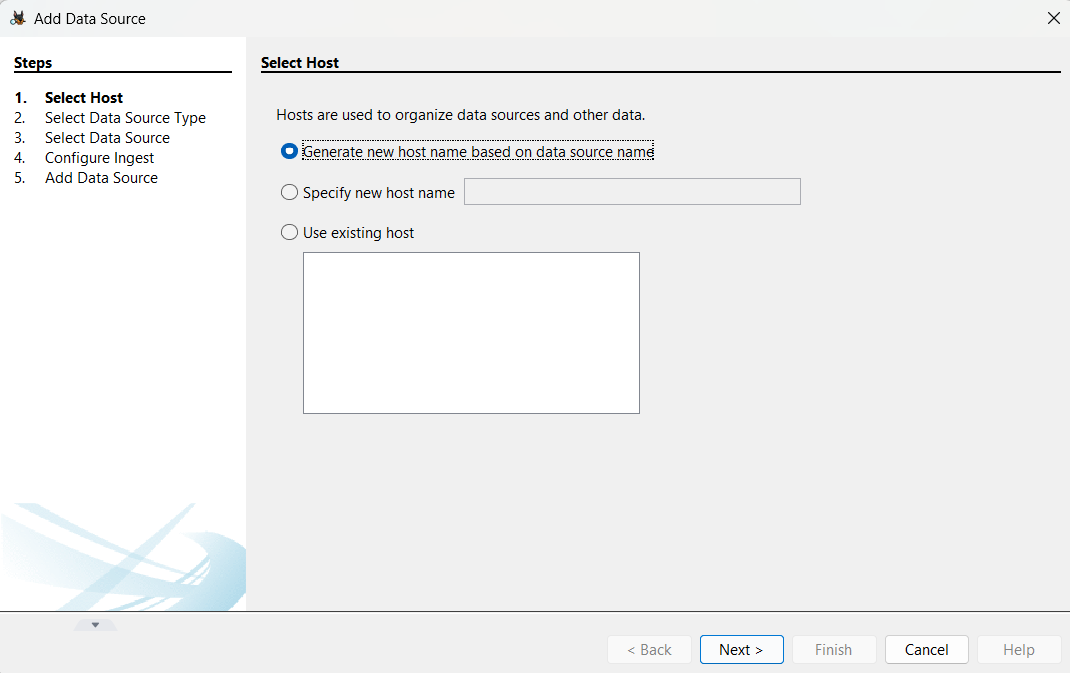 Add Data Source
Steps
1. Select Host
2. Select Data Source Type
3. Select Data Source
4. Configure Ingest
5. Add Data Source
Select Host
Hosts are used to organize data sources and other data.
Generate new host name based on data source name
Specify new host name
Use existing host
< Back
Next >
Finish
Cancel
Help